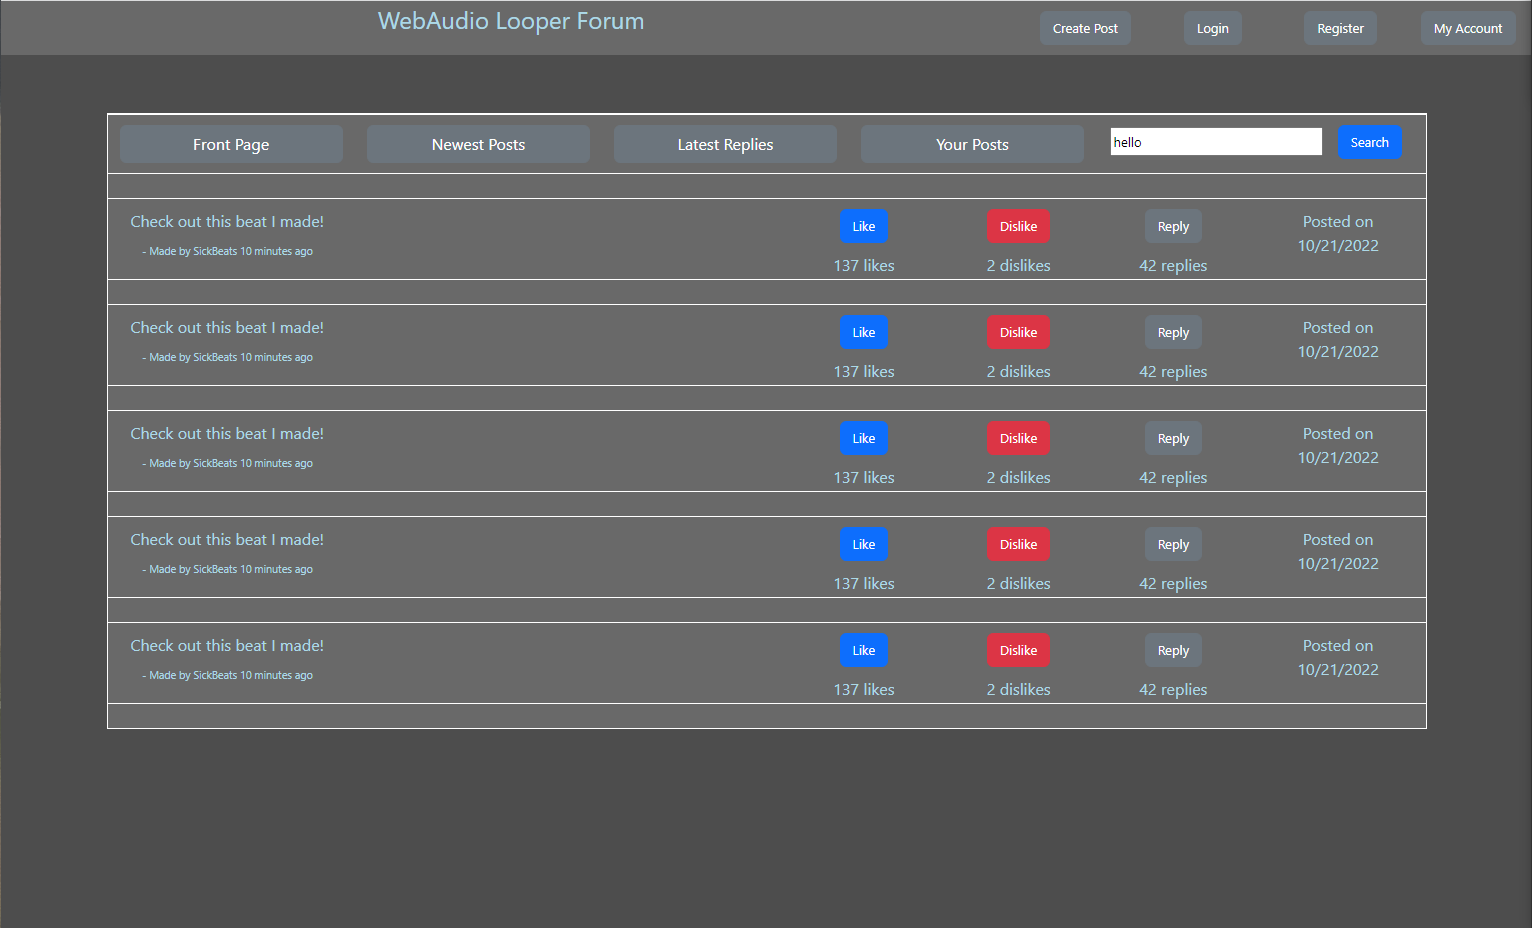 WebAudio Looper Forum
Create Post
Login
Register
My Account
Front Page
Newest Posts
Latest Replies
Your Posts
hello
Search
Check out this beat I made!
- Made by SickBeats 10 minutes ago
Like
137 likes
Dislike
2 dislikes
Reply
42 replies
Posted on
10/21/2022
Check out this beat I made!
- Made by SickBeats 10 minutes ago
Like
137 likes
Dislike
2 dislikes
Reply
42 replies
Posted on
10/21/2022
Check out this beat I made!
- Made by SickBeats 10 minutes ago
Like
137 likes
Dislike
2 dislikes
Reply
42 replies
Posted on
10/21/2022
Check out this beat I made!
- Made by SickBeats 10 minutes ago
Like
137 likes
Dislike
2 dislikes
Reply
42 replies
Posted on
10/21/2022
Check out this beat I made!
- Made by SickBeats 10 minutes ago
Like
137 likes
Dislike
2 dislikes
Reply
42 replies
Posted on
10/21/2022